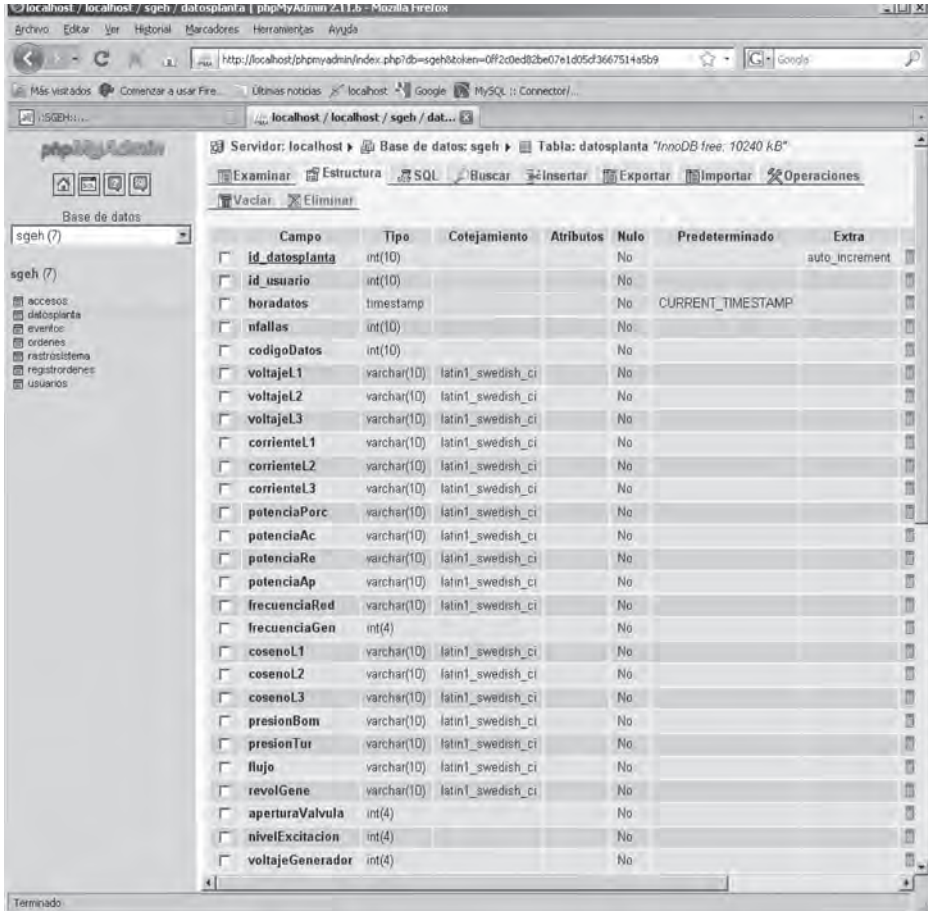 localhost / localhost / sgeh / datosplanta | phpMyAdmin 2.11.6 - Mozilla Firefox
Archivo Editar Ver Historial Marcadores Herramientas Ayuda
http://localhost/phpmyadmin/index.php?db=sgeh&token=0ff2c0ed82be07e1d05cf3667514a5b9
Google
Más visitados Comenzar a usar Fire... Últimas noticias localhost Google MySQL :: Connector/...
::SGEH::... localhost / localhost / sgeh / dat...
phpMyAdmin
Base de datos
sgeh (7)
sgeh (7)
accesos
datosplanta
eventos
ordenes
rastrosistema
registrordenes
usuarios
Servidor: localhost Base de datos: sgeh Tabla: datosplanta "InnoDB free: 10240 kB"
Examinar Estructura SQL Buscar Insertar Exportar Importar Operaciones
Vaciar Eliminar
Campo Tipo Cotejamiento Atributos Nulo Predeterminado Extra
id_datosplanta int(10) No auto_increment
id_usuario int(10) No
horadatos timestamp No CURRENT_TIMESTAMP
nfallas int(10) No
codigoDatos int(10) No
voltajeL1 varchar(10) latin1_swedish_ci No
voltajeL2 varchar(10) latin1_swedish_ci No
voltajeL3 varchar(10) latin1_swedish_ci No
corrienteL1 varchar(10) latin1_swedish_ci No
corrienteL2 varchar(10) latin1_swedish_ci No
corrienteL3 varchar(10) latin1_swedish_ci No
potenciaPorc varchar(10) latin1_swedish_ci No
potenciaAc varchar(10) latin1_swedish_ci No
potenciaRe varchar(10) latin1_swedish_ci No
potenciaAp varchar(10) latin1_swedish_ci No
frecuenciaRed varchar(10) latin1_swedish_ci No
frecuenciaGen int(4) No
cosenoL1 varchar(10) latin1_swedish_ci No
cosenoL2 varchar(10) latin1_swedish_ci No
cosenoL3 varchar(10) latin1_swedish_ci No
presionBom varchar(10) latin1_swedish_ci No
presionTur varchar(10) latin1_swedish_ci No
flujo varchar(10) latin1_swedish_ci No
revolGene varchar(10) latin1_swedish_ci No
aperturaValvula int(4) No
nivelExcitacion int(4) No
voltajeGenerador int(4) No
Terminado